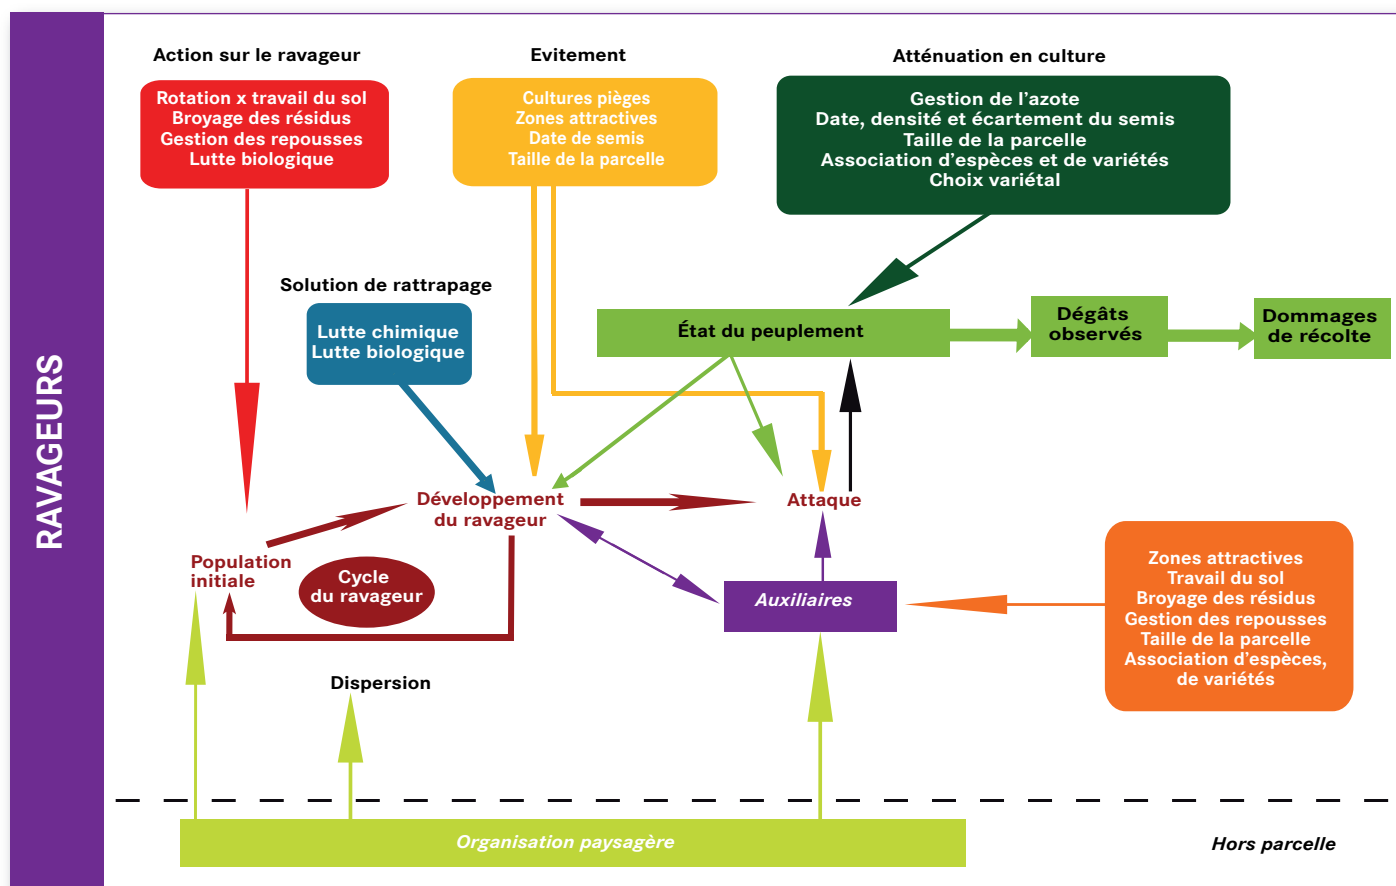 RAVAGEURS
Action sur le ravageur
Rotation x travail du sol
Broyage des résidus
Gestion des repousses
Lutte biologique
Evitement
Cultures pièges
Zones attractives
Date de semis
Taille de la parcelle
Atténuation en culture
Gestion de l'azote
Date, densité et écartement du semis
Taille de la parcelle
Association d'espèces et de variétés
Choix variétal
Solution de rattrapage
Lutte chimique
Lutte biologique
État du peuplement
Dégâts
observés
Dommages
de récolte
Développement
du ravageur
Attaque
Population
initiale
Cycle
du ravageur
Auxiliaires
Zones attractives
Travail du sol
Broyage des résidus
Gestion des repousses
Taille de la parcelle
Association d'espèces,
de variétés
Dispersion
Organisation paysagère
Hors parcelle